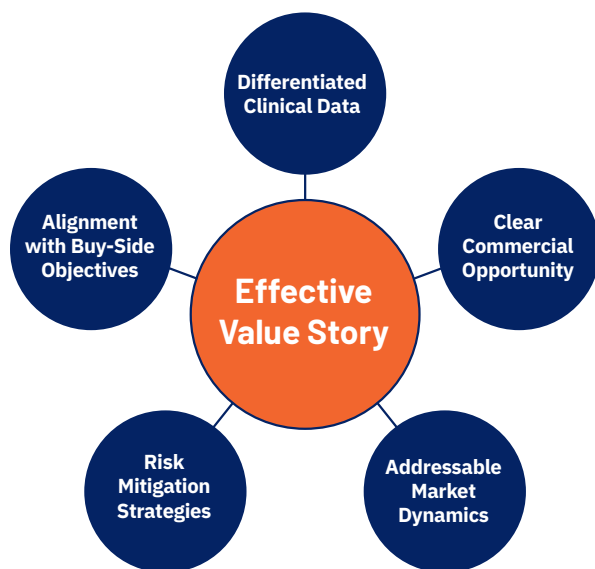 Differentiated
Clinical Data
Clear
Commercial
Opportunity
Addressable
Market
Dynamics
Risk
Mitigation
Strategies
Alignment
with Buy-Side
Objectives
Effective
Value Story